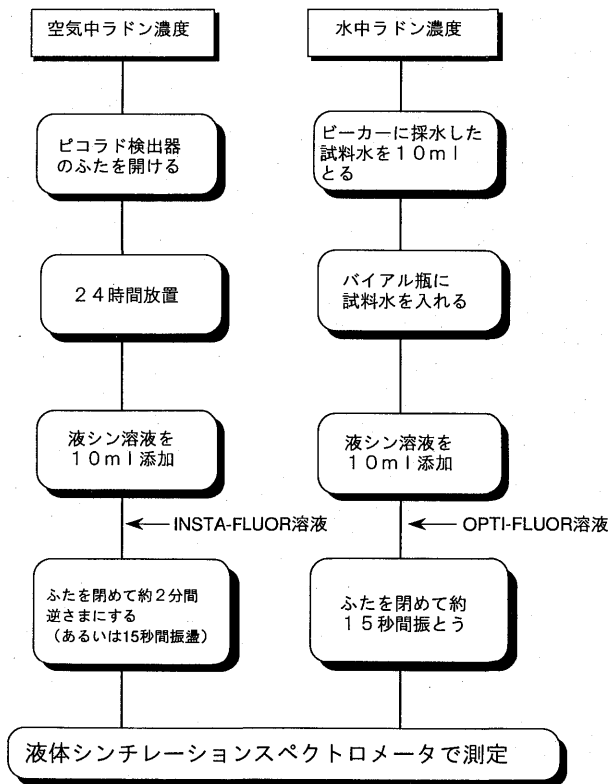 空気中ラドン濃度
ピコラド検出器
のふたを開ける
２４時間放置
液シン溶液を
１０ｍｌ添加
INSTA-FLUOR溶液
ふたを閉めて約２分間
逆さまにする
（あるいは15秒間振盪）
水中ラドン濃度
ビーカーに採水した
試料水を１０ｍｌ
とる
バイアル瓶に
試料水を入れる
液シン溶液を
１０ｍｌ添加
OPTI-FLUOR溶液
ふたを閉めて約
１５秒間振とう
液体シンチレーションスペクトロメータで測定